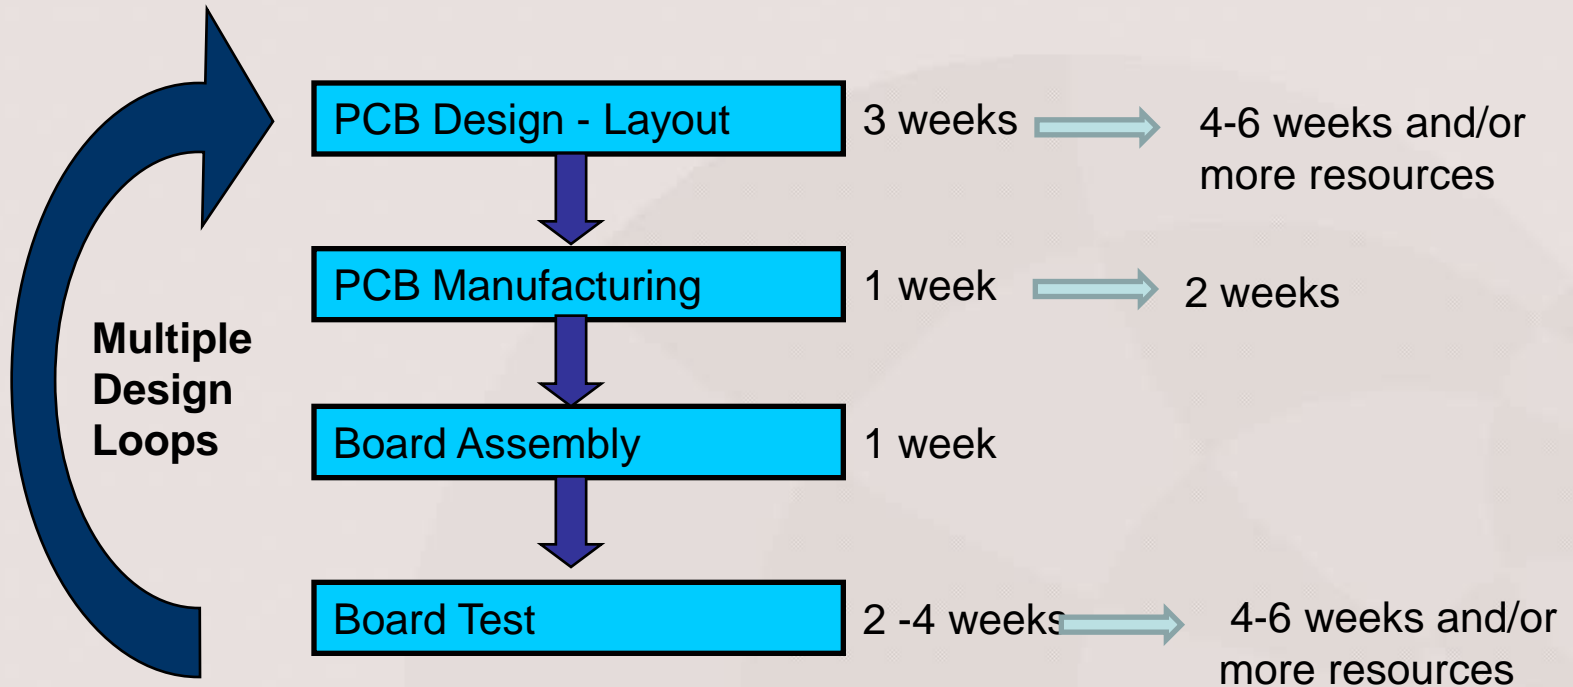 PCB Design - Layout
3 weeks
4-6 weeks and/or
more resources
PCB Manufacturing
1 week
2 weeks
Multiple
Design
Loops
Board Assembly
1 week
Board Test
2 -4 weeks
4-6 weeks and/or
more resources